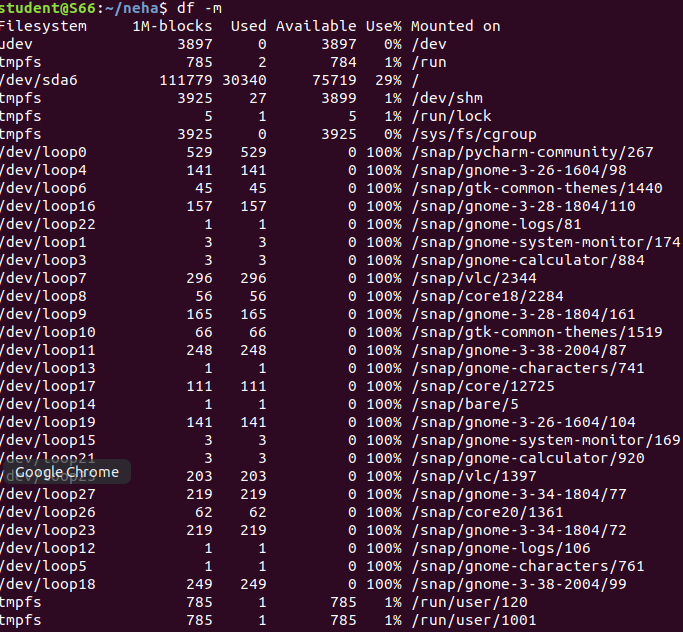 student@S66:~/neha$ df -m
Filesystem     1M-blocks  Used Available Use% Mounted on
udev                3897     0      3897   0% /dev
tmpfs                785     2       784   1% /run
/dev/sda6         111779 30340     75719  29% /
tmpfs               3925    27      3899   1% /dev/shm
tmpfs                  5     1         5   1% /run/lock
tmpfs               3925     0      3925   0% /sys/fs/cgroup
/dev/loop0           529   529         0 100% /snap/pycharm-community/267
/dev/loop4           141   141         0 100% /snap/gnome-3-26-1604/98
/dev/loop6            45    45         0 100% /snap/gtk-common-themes/1440
/dev/loop16          157   157         0 100% /snap/gnome-3-28-1804/110
/dev/loop22            1     1         0 100% /snap/gnome-logs/81
/dev/loop1             3     3         0 100% /snap/gnome-system-monitor/174
/dev/loop3             3     3         0 100% /snap/gnome-calculator/884
/dev/loop7           296   296         0 100% /snap/vlc/2344
/dev/loop8            56    56         0 100% /snap/core18/2284
/dev/loop9           165   165         0 100% /snap/gnome-3-28-1804/161
/dev/loop10           66    66         0 100% /snap/gtk-common-themes/1519
/dev/loop11          248   248         0 100% /snap/gnome-3-38-2004/87
/dev/loop13            1     1         0 100% /snap/gnome-characters/741
/dev/loop17          111   111         0 100% /snap/core/12725
/dev/loop14            1     1         0 100% /snap/bare/5
/dev/loop19          141   141         0 100% /snap/gnome-3-26-1604/104
/dev/loop15            3     3         0 100% /snap/gnome-system-monitor/169
/dev/loop21            3     3         0 100% /snap/gnome-calculator/920
Google Chrome
203   203         0 100% /snap/vlc/1397
/dev/loop27          219   219         0 100% /snap/gnome-3-34-1804/77
/dev/loop26           62    62         0 100% /snap/core20/1361
/dev/loop23          219   219         0 100% /snap/gnome-3-34-1804/72
/dev/loop12            1     1         0 100% /snap/gnome-logs/106
/dev/loop5             1     1         0 100% /snap/gnome-characters/761
/dev/loop18          249   249         0 100% /snap/gnome-3-38-2004/99
tmpfs                785     1       785   1% /run/user/120
tmpfs                785     1       785   1% /run/user/1001